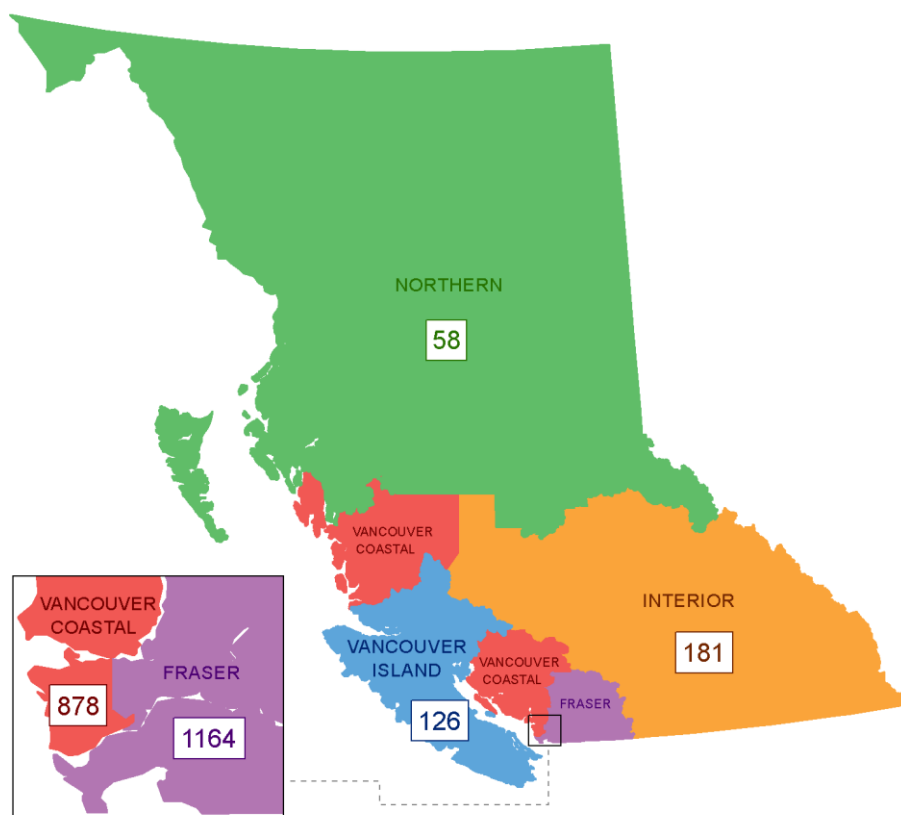 NORTHERN
58
VANCOUVER
COASTAL
INTERIOR
181
VANCOUVER
ISLAND
126
VANCOUVER
COASTAL
FRASER
VANCOUVER
COASTAL
FRASER
878
1164